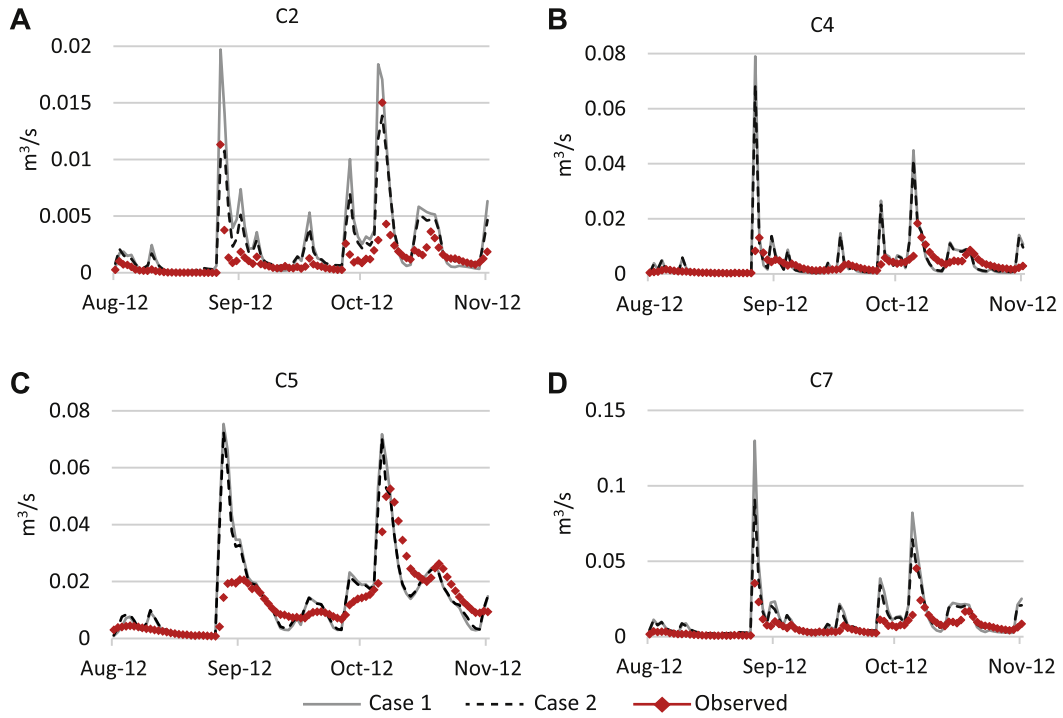 A
C2
0.02
0.015
0.01
0.005
0
m³/s
Aug-12 Sep-12 Oct-12 Nov-12
B
C4
0.08
0.06
0.04
0.02
0
m³/s
Aug-12 Sep-12 Oct-12 Nov-12
C
C5
0.08
0.06
0.04
0.02
0
m³/s
Aug-12 Sep-12 Oct-12 Nov-12
D
C7
0.15
0.1
0.05
0
m³/s
Aug-12 Sep-12 Oct-12 Nov-12
Case 1 Case 2 Observed